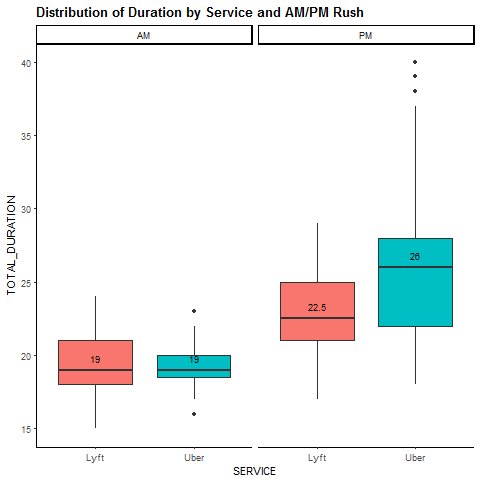 Distribution of Duration by Service and AM/PM Rush
AM
PM
TOTAL_DURATION
40
35
30
25
20
15
19
19
22.5
26
Lyft
Uber
Lyft
Uber
SERVICE